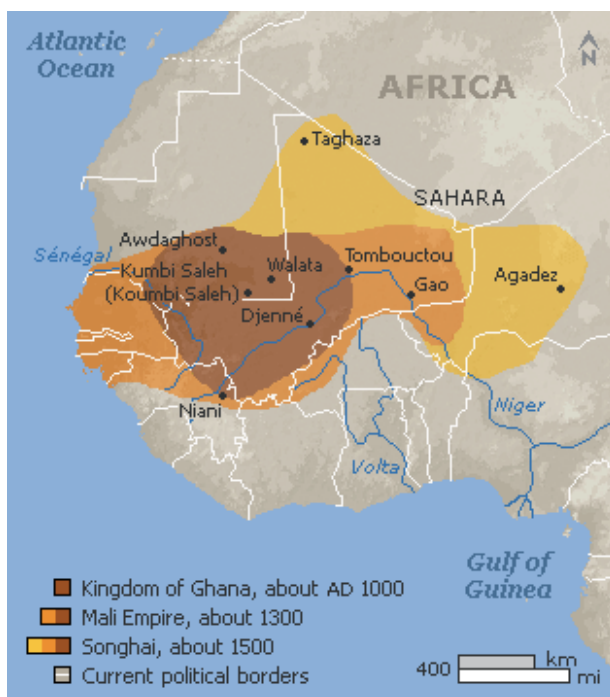 Atlantic
Ocean
N
AFRICA
Taghaza
SAHARA
Awdaghost
Sénégal
Kumbi Saleh
(Koumbi Saleh)
Walata
Tombouctou
Gao
Agadez
Djenné
Niani
Niger
Volta
Gulf of
Guinea
Kingdom of Ghana, about AD 1000
Mali Empire, about 1300
Songhai, about 1500
Current political borders
400 km
mi